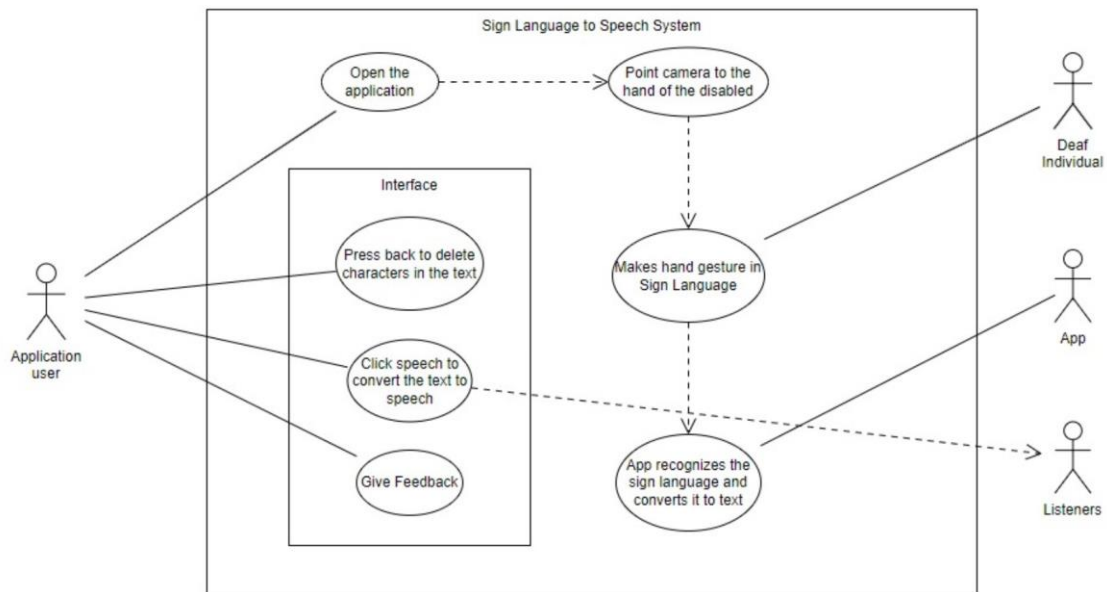 Sign Language to Speech System
Open the
application
Point camera to the
hand of the disabled
Deaf
Individual
Interface
Press back to delete
characters in the text
Makes hand gesture in
Sign Language
Application
user
App
Click speech to
convert the text to
speech
Give Feedback
App recognizes the
sign language and
converts it to text
Listeners